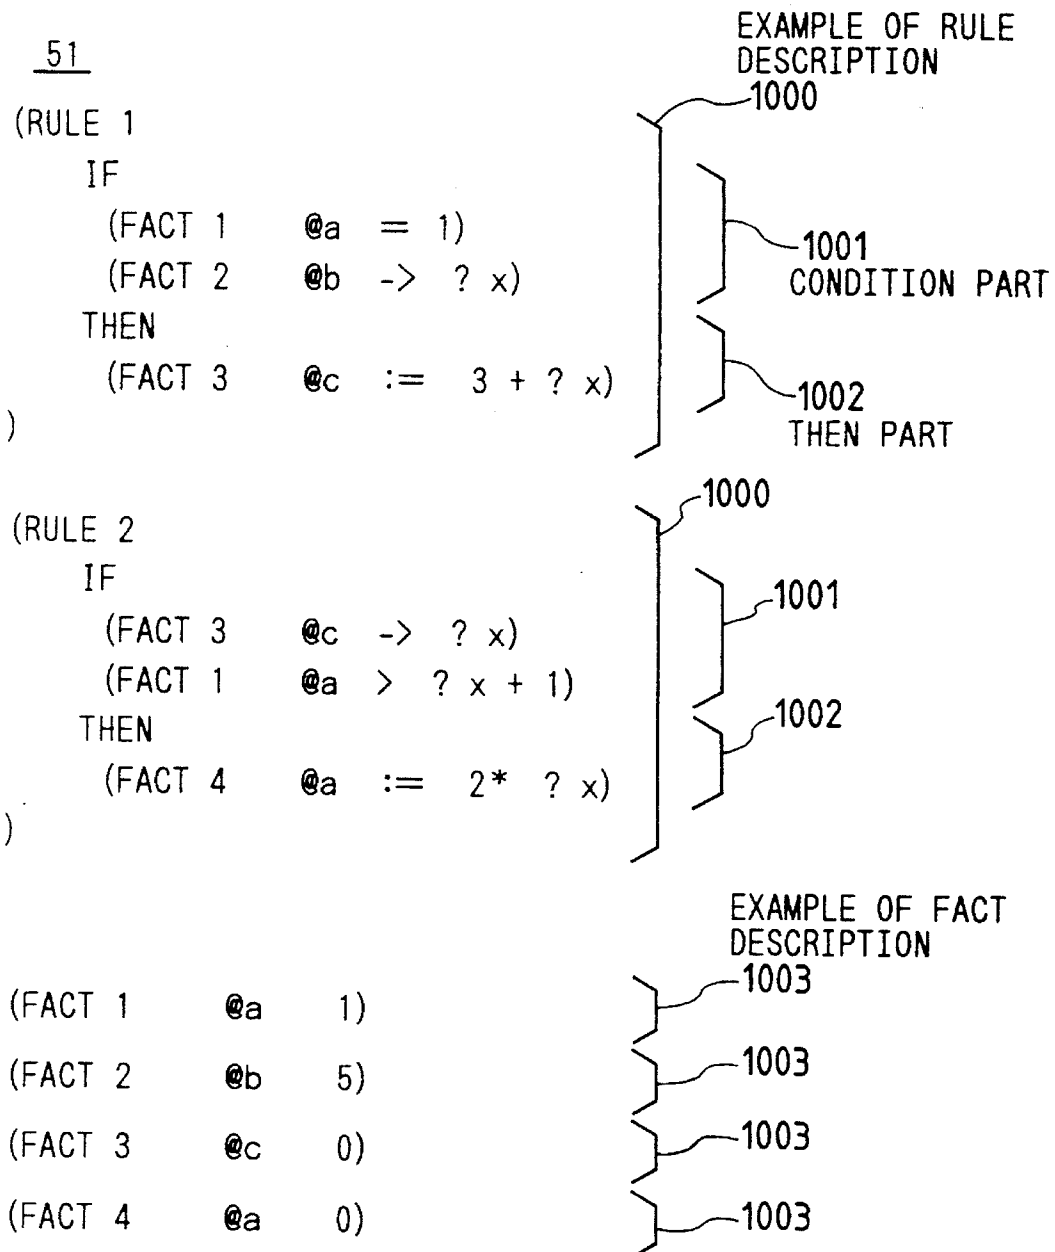 EXAMPLE OF RULE
DESCRIPTION
51
1000
(RULE 1
IF
(FACT 1 @a = 1)
(FACT 2 @b -> ? x)
1001
CONDITION PART
THEN
(FACT 3 @c := 3 + ? x)
1002
THEN PART
)
1000
(RULE 2
IF
1001
(FACT 3 @c -> ? x)
(FACT 1 @a > ? x + 1)
1002
THEN
(FACT 4 @a := 2* ? x)
)
EXAMPLE OF FACT
DESCRIPTION
(FACT 1 @a 1) 1003
(FACT 2 @b 5) 1003
(FACT 3 @c 0) 1003
(FACT 4 @a 0) 1003